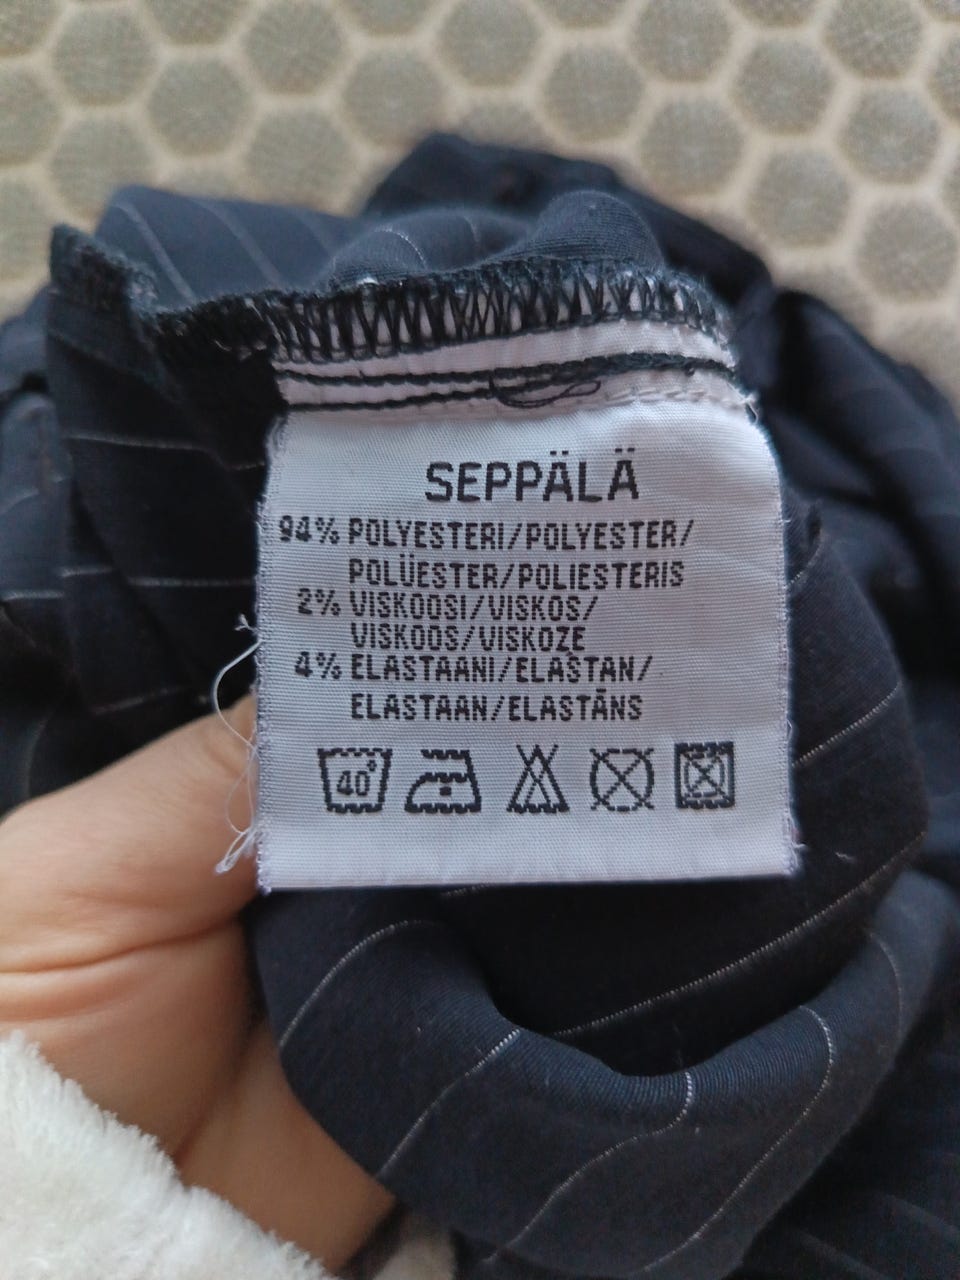 SEPPÄLÄ
94% POLYESTERI/POLYESTER/
POLÜESTER/POLIESTERIS
2% VISKOOSI/VISKOS/
VISKOOS/VISKOZE
4% ELASTAANI/ELASTAN/
ELASTAAN/ELASTĀNS
40°